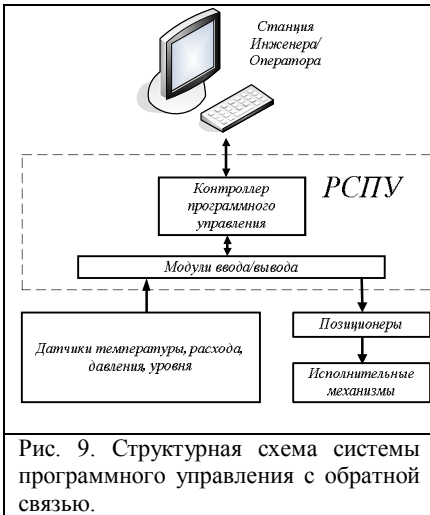 Станция
Инженера/
Оператора
РСПУ
Контроллер
программного
управления
Модули ввода/вывода
Датчики температуры, расхода,
давления, уровня
Позиционеры
Исполнительные
механизмы
Рис. 9. Структурная схема системы
программного управления с обратной
связью.